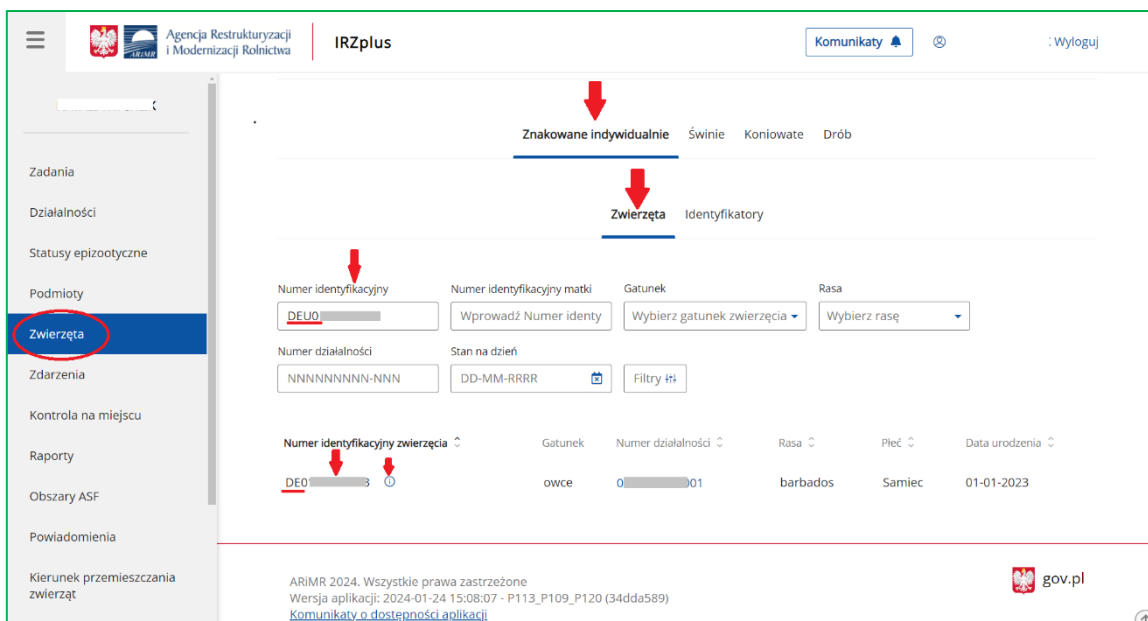 Agencja Restrukturyzacji
i Modernizacji Rolnictwa
ARiMR
IRZplus
Komunikaty
Wyloguj
Znakowane indywidualnie Świnie Koniowate Drób
Zwierzęta Identyfikatory
Zadania
Działalności
Statusy epizootyczne
Podmioty
Zwierzęta
Zdarzenia
Kontrola na miejscu
Raporty
Obszary ASF
Powiadomienia
Kierunek przemieszczania
zwierząt
Numer identyfikacyjny Numer identyfikacyjny matki Gatunek Rasa
DEU0 Wprowadź Numer identy Wybierz gatunek zwierzęcia Wybierz rasę
Numer działalności Stan na dzień
NNNNNNNNN-NNN DD-MM-RRRR Filtry
Numer identyfikacyjny zwierzęcia Gatunek Numer działalności Rasa Płeć Data urodzenia
DE0 3 owce 0 001 barbados Samiec 01-01-2023
ARiMR 2024. Wszystkie prawa zastrzeżone
Wersja aplikacji: 2024-01-24 15:08:07 - P113_P109_P120 (34dda589)
Komunikaty o dostępności aplikacji
gov.pl